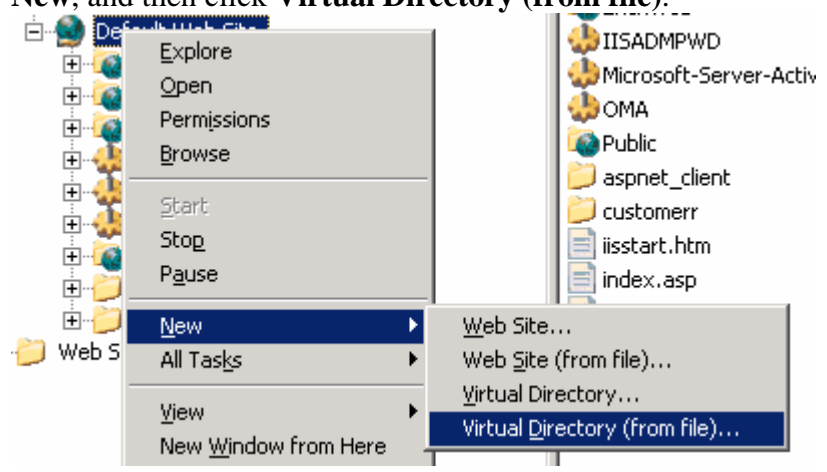 New, and then click Virtual Directory (from file).
Default Web Site
Explore
Open
Permissions
Browse
Start
Stop
Pause
New
All Tasks
View
New Window from Here
Web S
Web Site...
Web Site (from file)...
Virtual Directory...
Virtual Directory (from file)...
IISADMPWD
Microsoft-Server-Activ
OMA
Public
aspnet_client
customerr
iisstart.htm
index.asp